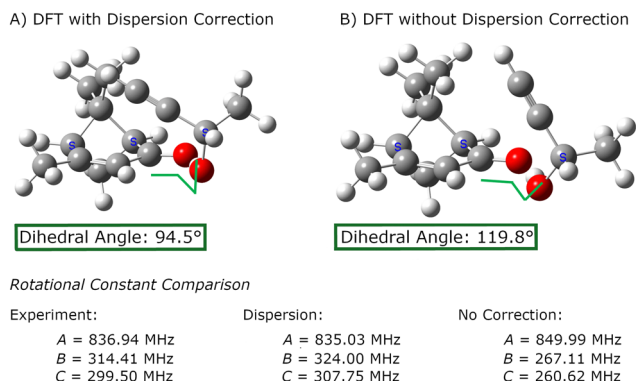 A) DFT with Dispersion Correction
B) DFT without Dispersion Correction
S
S
S
S
S
S
Dihedral Angle: 94.5°
Dihedral Angle: 119.8°
Rotational Constant Comparison
Experiment:
A = 836.94 MHz
B = 314.41 MHz
C = 299.50 MHz
Dispersion:
A = 835.03 MHz
B = 324.00 MHz
C = 307.75 MHz
No Correction:
A = 849.99 MHz
B = 267.11 MHz
C = 260.62 MHz